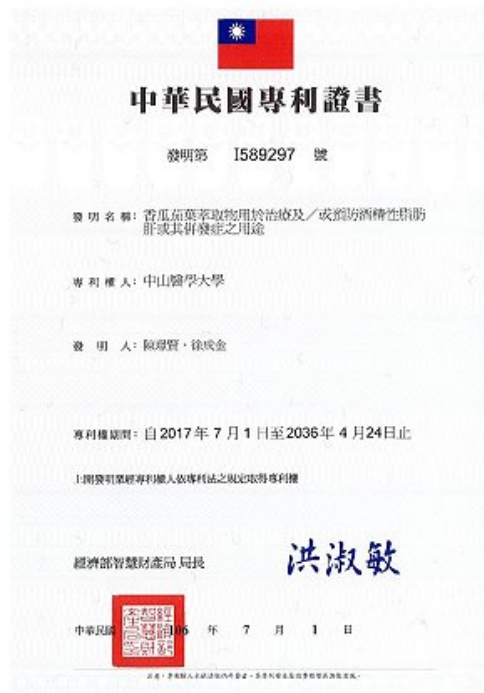 中華民國專利證書
發明第 I589297 號
發明名稱：香瓜茄葉萃取物用於治療及／或預防酒精性脂肪
肝或其併發症之用途
專利權人：中山醫學大學
發明人：陳璟賢、徐成金
專利權期間：自2017年7月1日至2036年4月24日止
上開發明業經專利權人依專利法之規定取得專利權
經濟部智慧財產局 局長
洪淑敏
中華民國 106 年 7 月 1 日